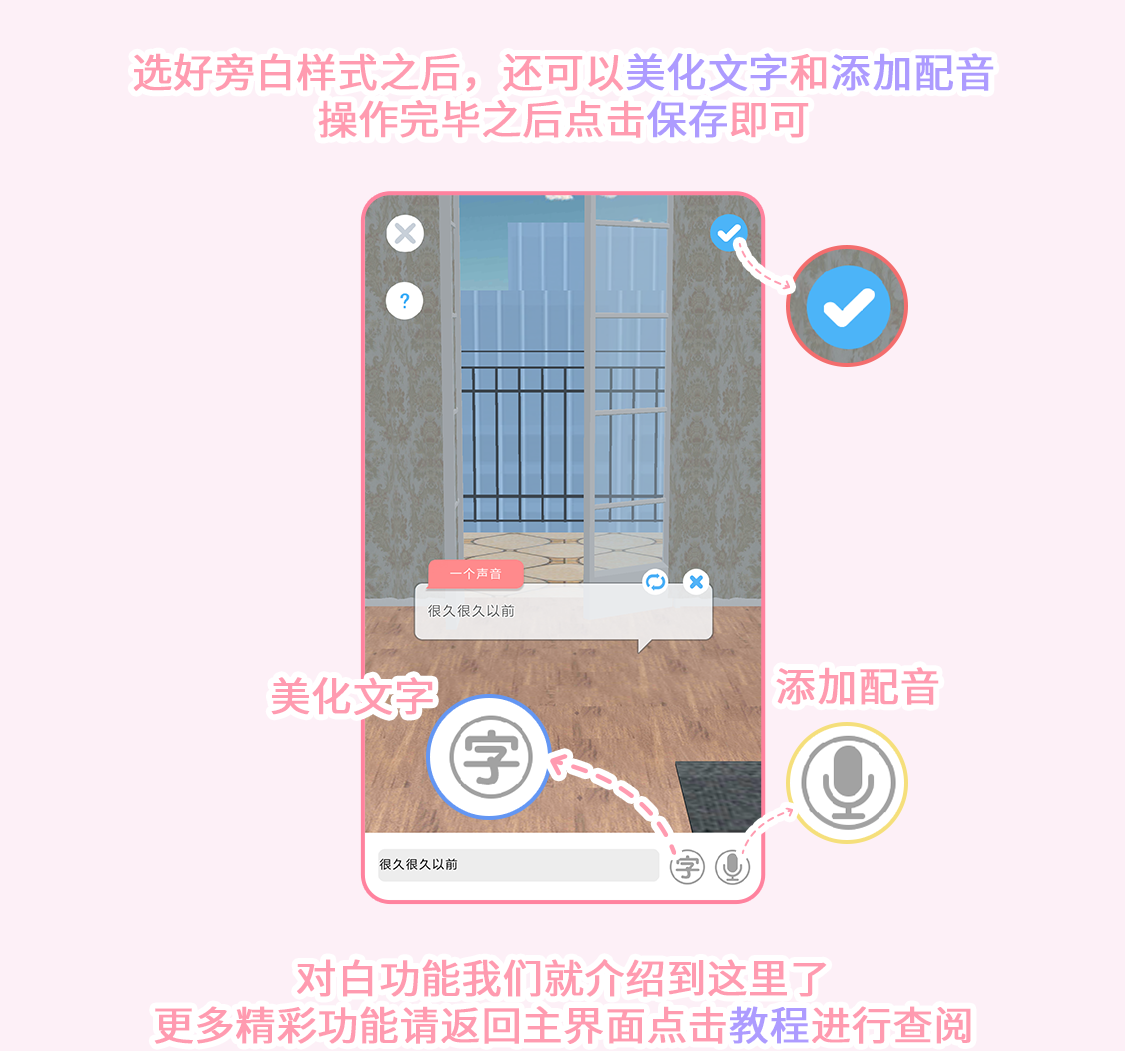 选好旁白样式之后，还可以美化文字和添加配音
操作完毕之后点击保存即可
?
一个声音
很久很久以前
美化文字
添加配音
字
很久很久以前
字
对白功能我们就介绍到这里了
更多精彩功能请返回主界面点击教程进行查阅